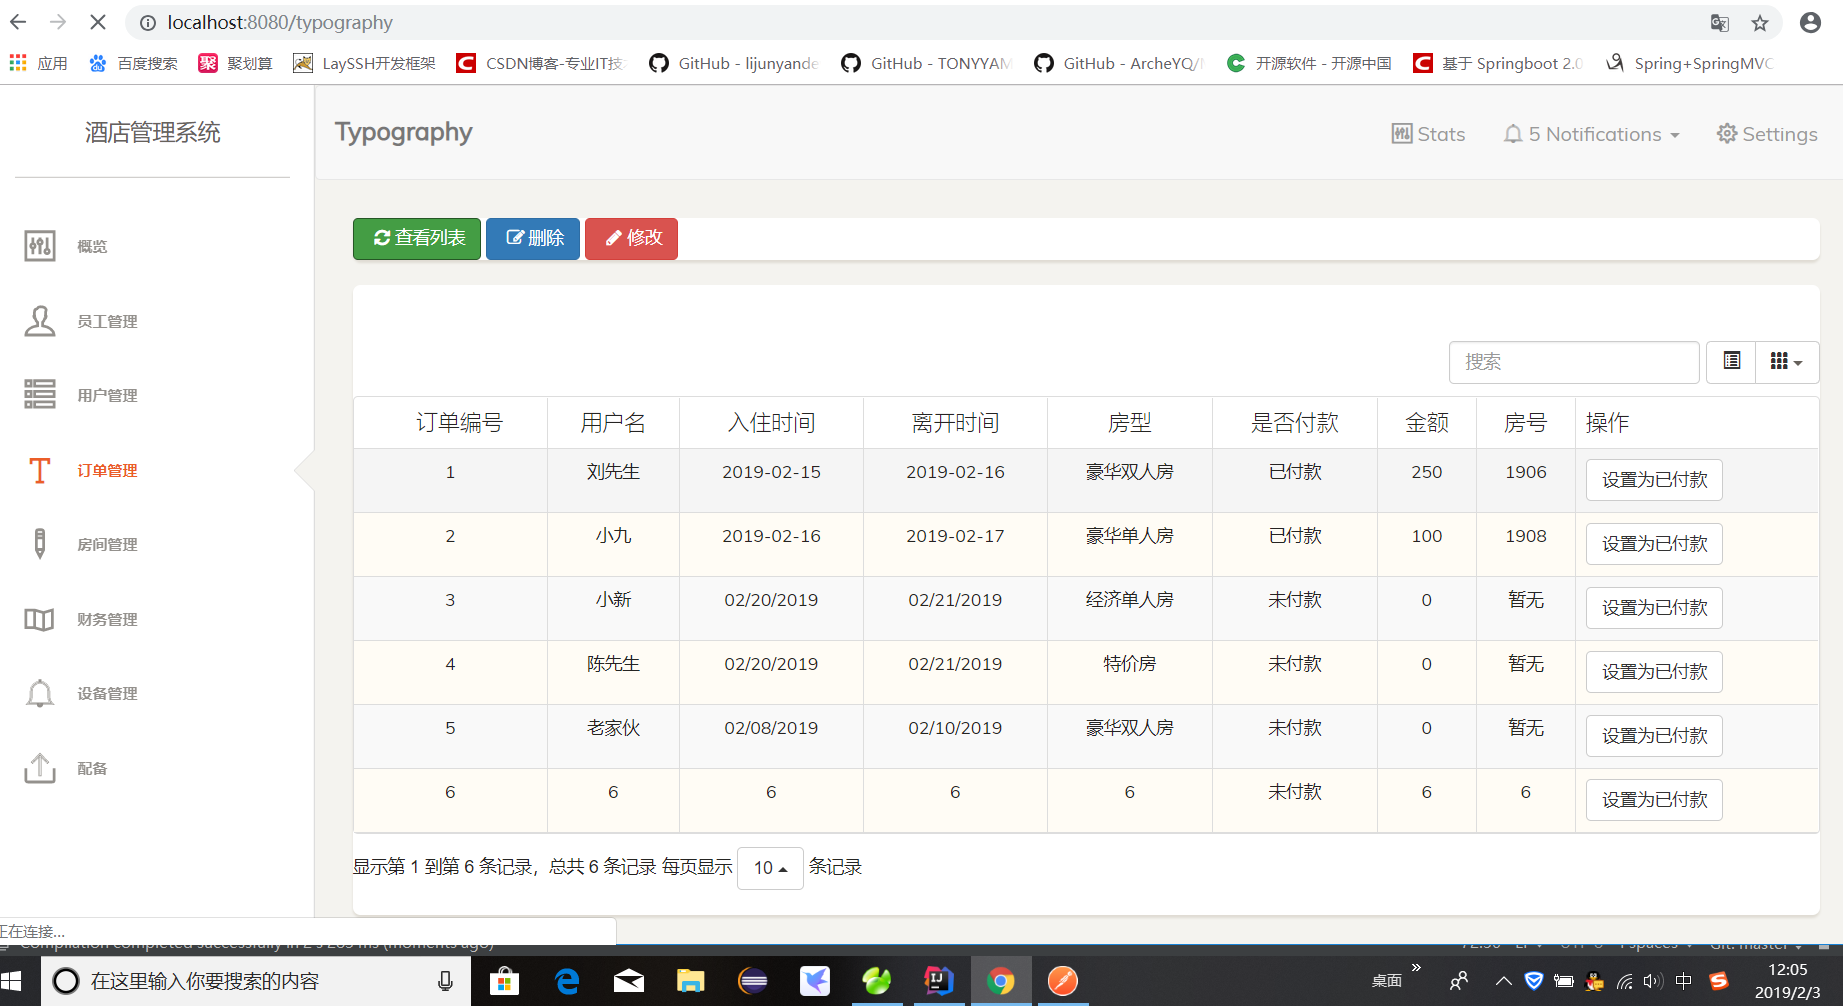 localhost:8080/typography
应用 百度搜索 聚划算 LaySSH开发框架 CSDN博客-专业IT技 GitHub - lijunyande GitHub - TONYYAM GitHub - ArcheYQ/ 开源软件 - 开源中国 基于 Springboot 2.0 Spring+SpringMVC
酒店管理系统
概览
员工管理
用户管理
订单管理
房间管理
财务管理
设备管理
配备
Typography
Stats 5 Notifications Settings
查看列表 删除 修改
搜索
订单编号 用户名 入住时间 离开时间 房型 是否付款 金额 房号 操作
1 刘先生 2019-02-15 2019-02-16 豪华双人房 已付款 250 1906 设置为已付款
2 小九 2019-02-16 2019-02-17 豪华单人房 已付款 100 1908 设置为已付款
3 小新 02/20/2019 02/21/2019 经济单人房 未付款 0 暂无 设置为已付款
4 陈先生 02/20/2019 02/21/2019 特价房 未付款 0 暂无 设置为已付款
5 老家伙 02/08/2019 02/10/2019 豪华双人房 未付款 0 暂无 设置为已付款
6 6 6 6 6 未付款 6 6 设置为已付款
显示第 1 到第 6 条记录，总共 6 条记录 每页显示 10 条记录
正在连接...
在这里输入你要搜索的内容
桌面 中 12:05
2019/2/3